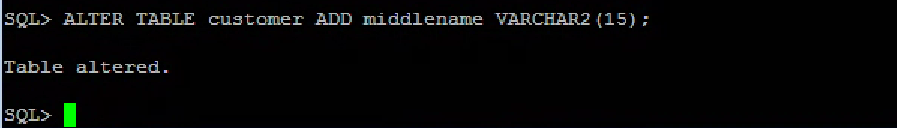 SQL> ALTER TABLE customer ADD middlename VARCHAR2(15);
Table altered.
SQL>